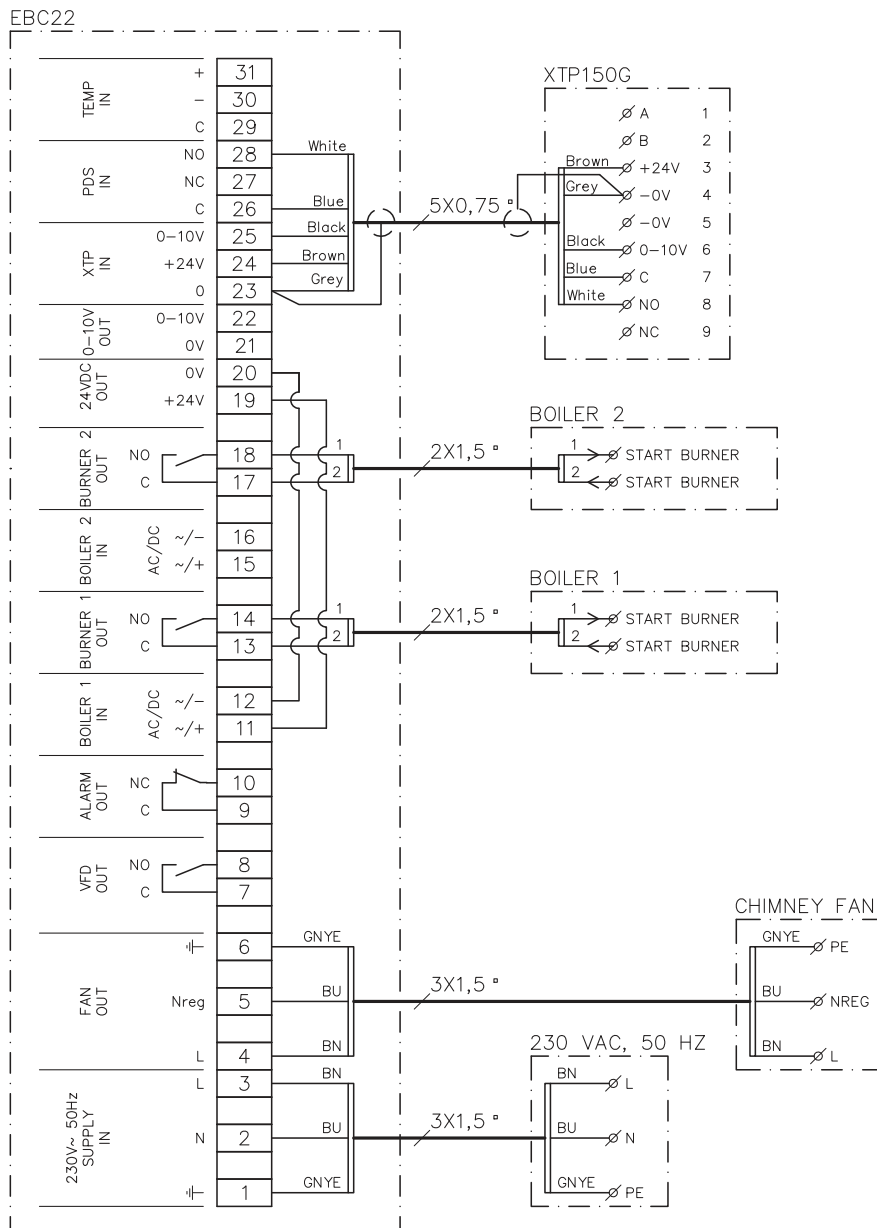 EBC22
TEMP IN
+ 31
- 30
C 29
PDS IN
NO 28 White
NC 27
C 26 Blue
XTP IN
0-10V 25 Black
+24V 24 Brown
0 23 Grey
0-10V OUT
0-10V 22
0V 21
24VDC OUT
0V 20
+24V 19
BURNER 2 OUT
NO 18 1
C 17 2
BOILER 2 IN
AC/DC
~/- 16
~/+ 15
BURNER 1 OUT
NO 14 1
C 13 2
BOILER 1 IN
AC/DC
~/- 12
~/+ 11
ALARM OUT
NC 10
C 9
VFD OUT
NO 8
C 7
FAN OUT
6 GNYE
Nreg 5 BU
L 4 BN
230V~ 50Hz SUPPLY IN
L 3 BN
N 2 BU
1 GNYE
5X0,75 ▫
XTP150G
A 1
B 2
Brown +24V 3
Grey -0V 4
-0V 5
Black 0-10V 6
Blue C 7
White NO 8
NC 9
2X1,5 ▫
BOILER 2
1 START BURNER
2 START BURNER
2X1,5 ▫
BOILER 1
1 START BURNER
2 START BURNER
3X1,5 ▫
CHIMNEY FAN
GNYE PE
BU NREG
BN L
3X1,5 ▫
230 VAC, 50 HZ
BN L
BU N
GNYE PE